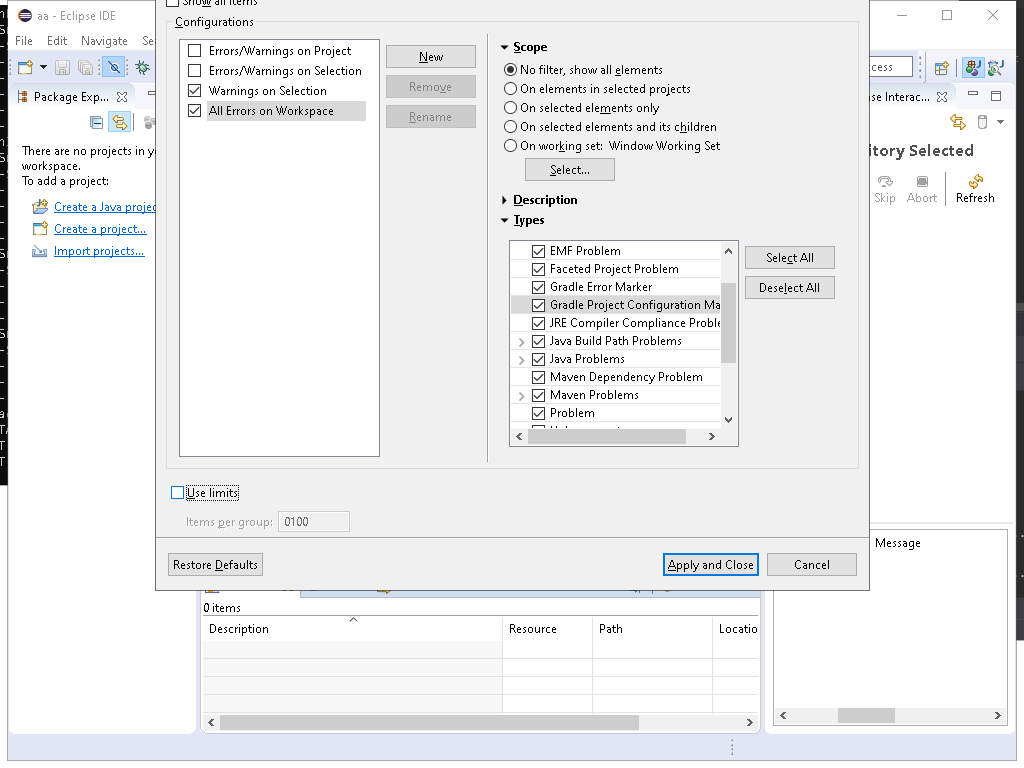 aa - Eclipse IDE
Show all items
File Edit Navigate Se
Configurations
Errors/Warnings on Project
Errors/Warnings on Selection
Warnings on Selection
All Errors on Workspace
New
Remove
Rename
Scope
No filter, show all elements
On elements in selected projects
On selected elements only
On selected elements and its children
On working set: Window Working Set
Select...
Description
Types
EMF Problem
Faceted Project Problem
Gradle Error Marker
Gradle Project Configuration Ma
JRE Compiler Compliance Proble
Java Build Path Problems
Java Problems
Maven Dependency Problem
Maven Problems
Problem
Select All
Deselect All
Use limits
Items per group: 0100
Restore Defaults
Apply and Close
Cancel
Package Exp...
There are no projects in y
workspace.
To add a project:
Create a Java projec
Create a project...
Import projects...
cess
se Interac...
itory Selected
Skip Abort Refresh
Message
0 items
Description Resource Path Locatio